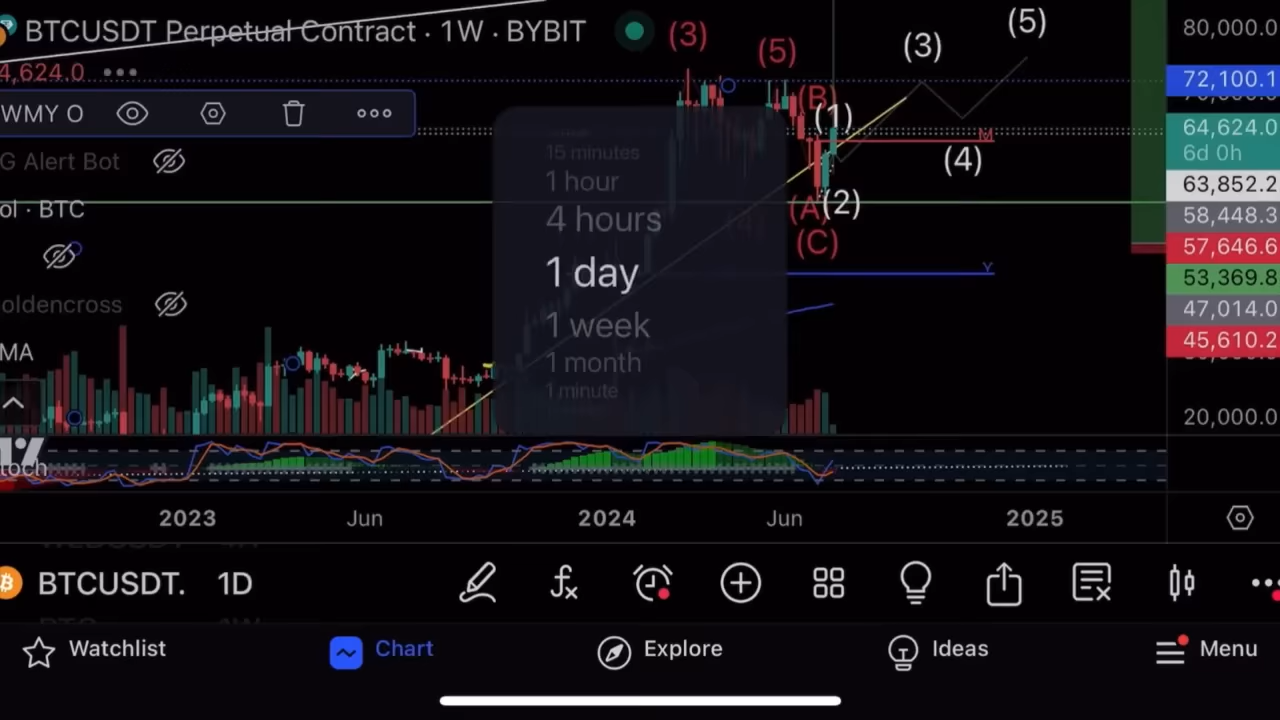 BTCUSDT Perpetual Contract · 1W · BYBIT
(3)
(5)
(3)
(5)
80,000.0
4,624.0
72,100.1
WMY O
(B)
(1)
64,624.0
6d 0h
G Alert Bot
15 minutes
M
(4)
1 hour
63,852.2
ol · BTC
4 hours
(A)
(2)
58,448.3
(C)
57,646.6
1 day
Y
53,369.8
oldencross
47,014.0
1 week
MA
45,610.2
1 month
1 minute
20,000.0
toch
2023
Jun
2024
Jun
2025
BTCUSDT.
1D
Watchlist
Chart
Explore
Ideas
Menu